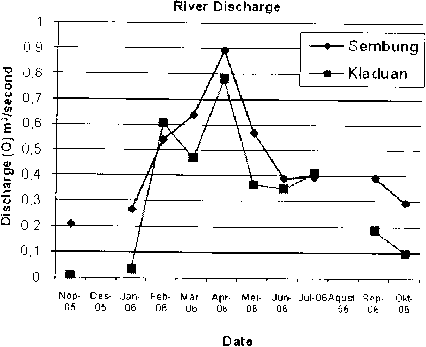 River Discharge
Discharge (Q) m³/second
1
0,9
0,8
0,7
0,6
0,5
0,4
0,3
0,2
0,1
0
Sembung
Kladuan
Nop- Des- Jan- Feb- Mar- Apr- Mei- Jun- Jul-06 Agust- Sep- Okt-
05 05 06 06 06 06 06 06 06 06 06
Date